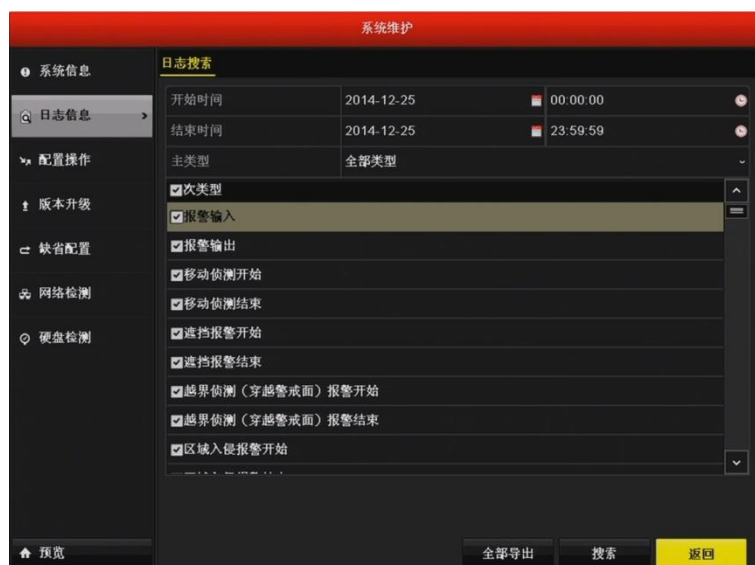 系统维护
系统信息
日志信息
配置操作
版本升级
缺省配置
网络检测
硬盘检测
预览
日志搜索
开始时间 2014-12-25 00:00:00
结束时间 2014-12-25 23:59:59
主类型 全部类型
次类型
报警输入
报警输出
移动侦测开始
移动侦测结束
遮挡报警开始
遮挡报警结束
越界侦测（穿越警戒面）报警开始
越界侦测（穿越警戒面）报警结束
区域入侵报警开始
全部导出 搜索 返回